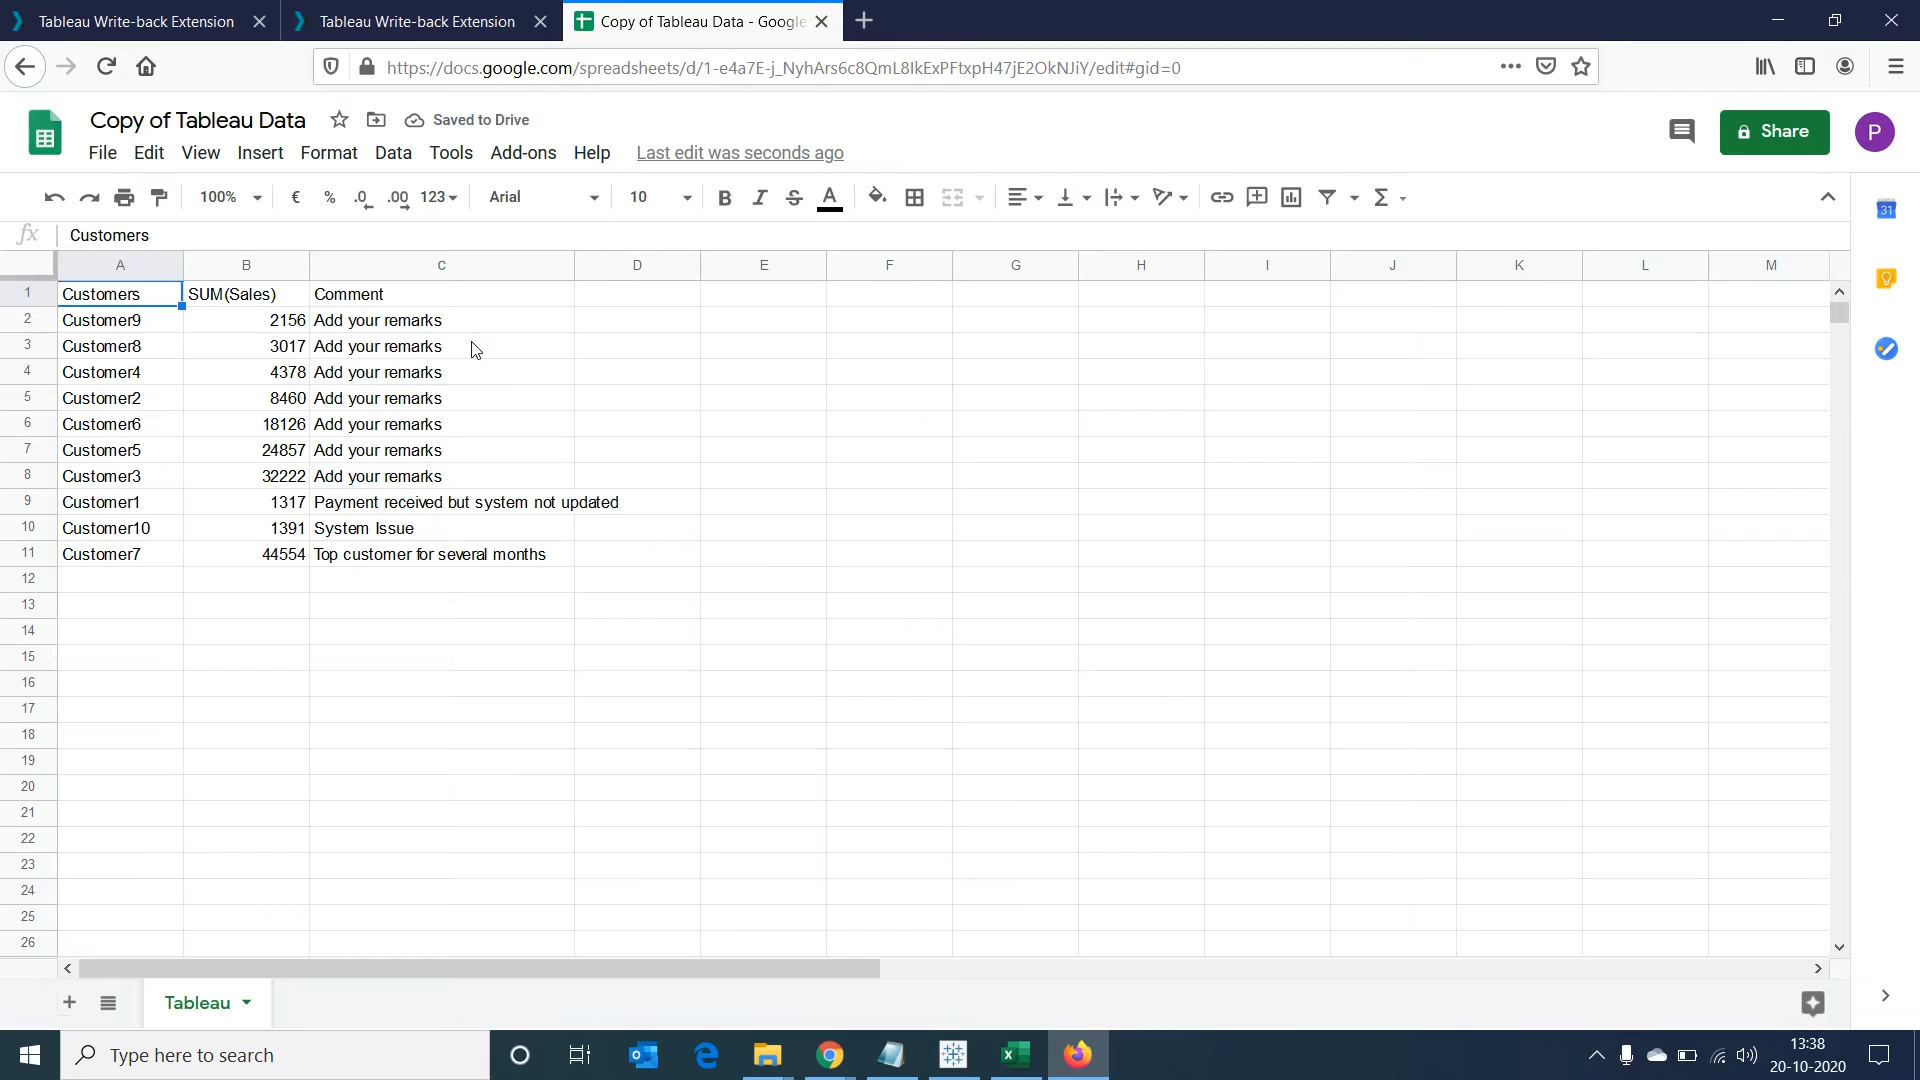 Tableau Write-back Extension
Tableau Write-back Extension
Copy of Tableau Data - Google
https://docs.google.com/spreadsheets/d/1-e4a7E-j_NyhArs6c8QmL8IkExPFtxpH47jE2OkNJiY/edit#gid=0
Copy of Tableau Data
Saved to Drive
File Edit View Insert Format Data Tools Add-ons Help Last edit was seconds ago
Share
P
100% € % .0 .00 123 Arial 10 B I S A Σ
31
fx Customers
A B C D E F G H I J K L M
1 Customers SUM(Sales) Comment
2 Customer9 2156 Add your remarks
3 Customer8 3017 Add your remarks
4 Customer4 4378 Add your remarks
5 Customer2 8460 Add your remarks
6 Customer6 18126 Add your remarks
7 Customer5 24857 Add your remarks
8 Customer3 32222 Add your remarks
9 Customer1 1317 Payment received but system not updated
10 Customer10 1391 System Issue
11 Customer7 44554 Top customer for several months
12
13
14
15
16
17
18
19
20
21
22
23
24
25
26
Tableau
Type here to search
13:38
20-10-2020